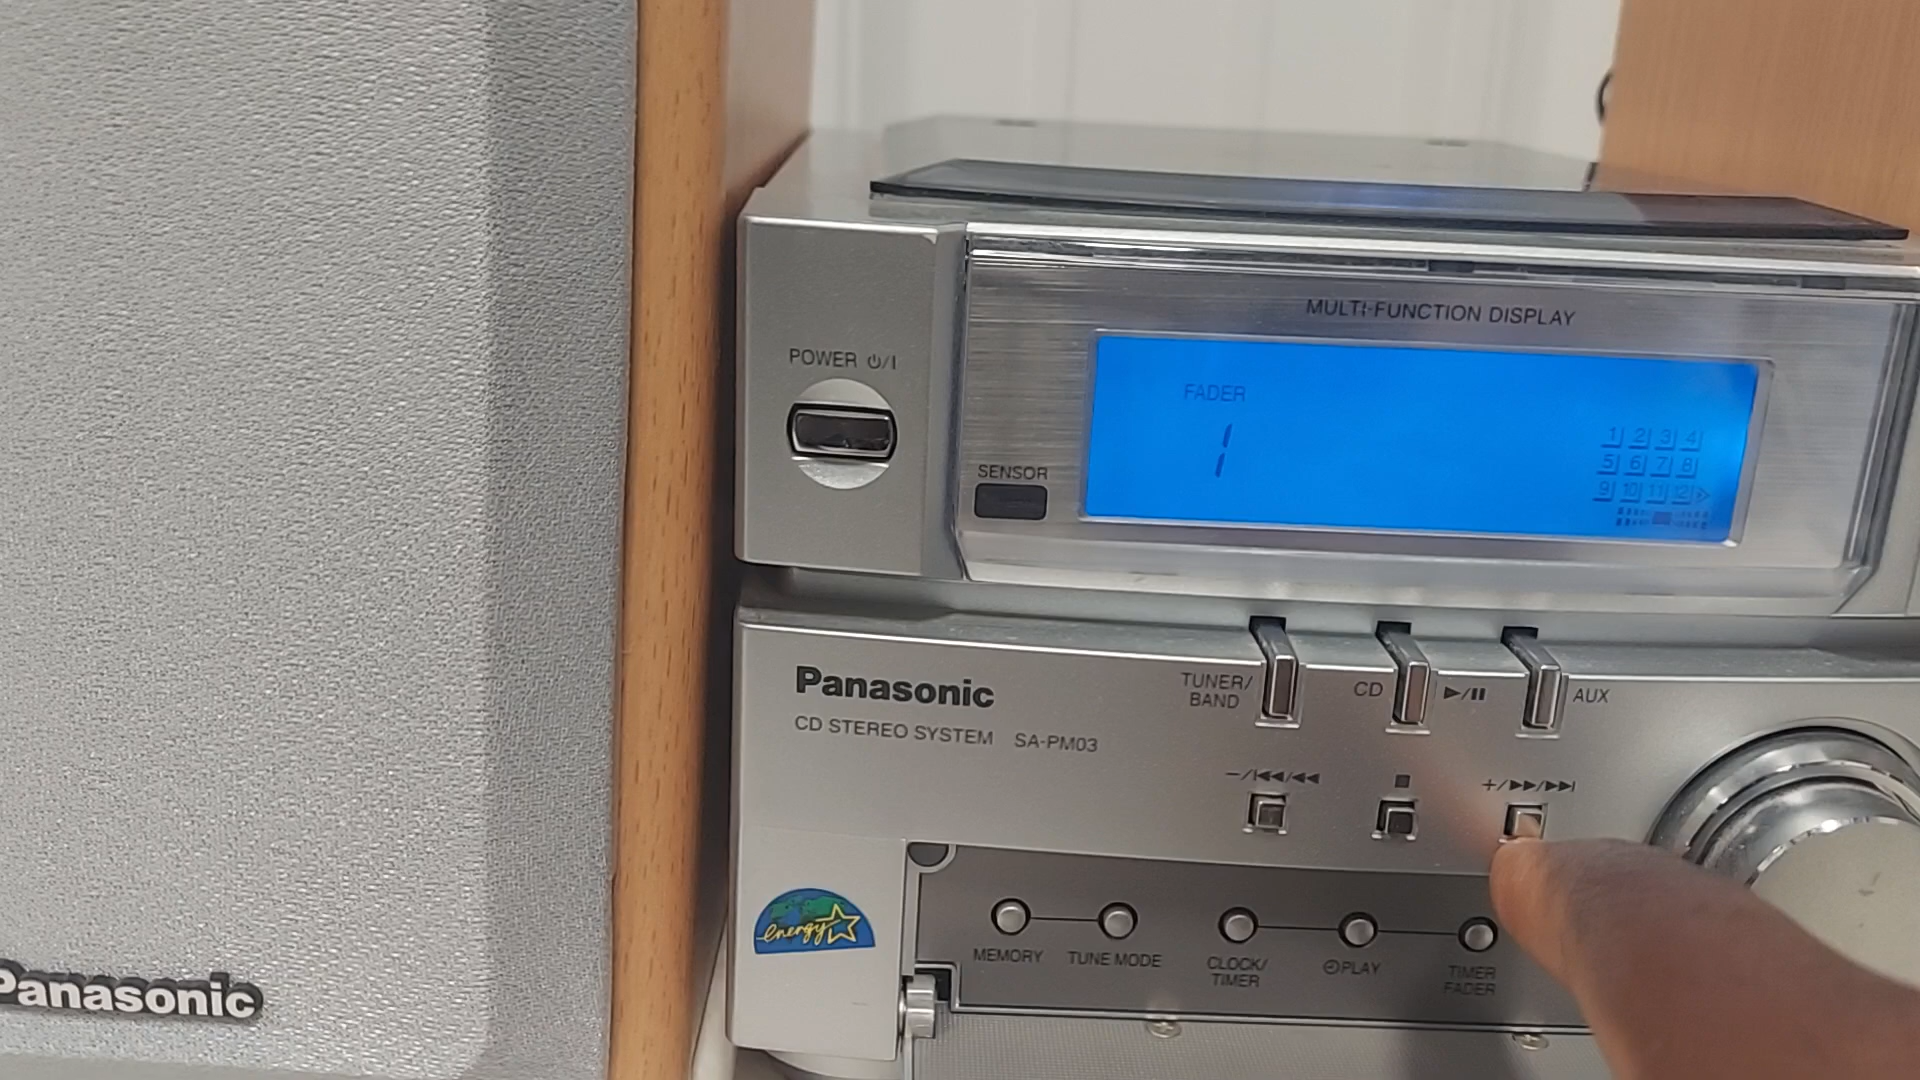 MULTI-FUNCTION DISPLAY
POWER ⏻/I
FADER
1
1 2 3 4
5 6 7 8
9 10 11 12
SENSOR
Panasonic
CD STEREO SYSTEM SA-PM03
TUNER/
BAND
CD ▶/II
AUX
−/I◀◀/◀◀
■
+/▶▶/▶▶I
energy
MEMORY
TUNE MODE
CLOCK/
TIMER
PLAY
TIMER
FADER
Panasonic